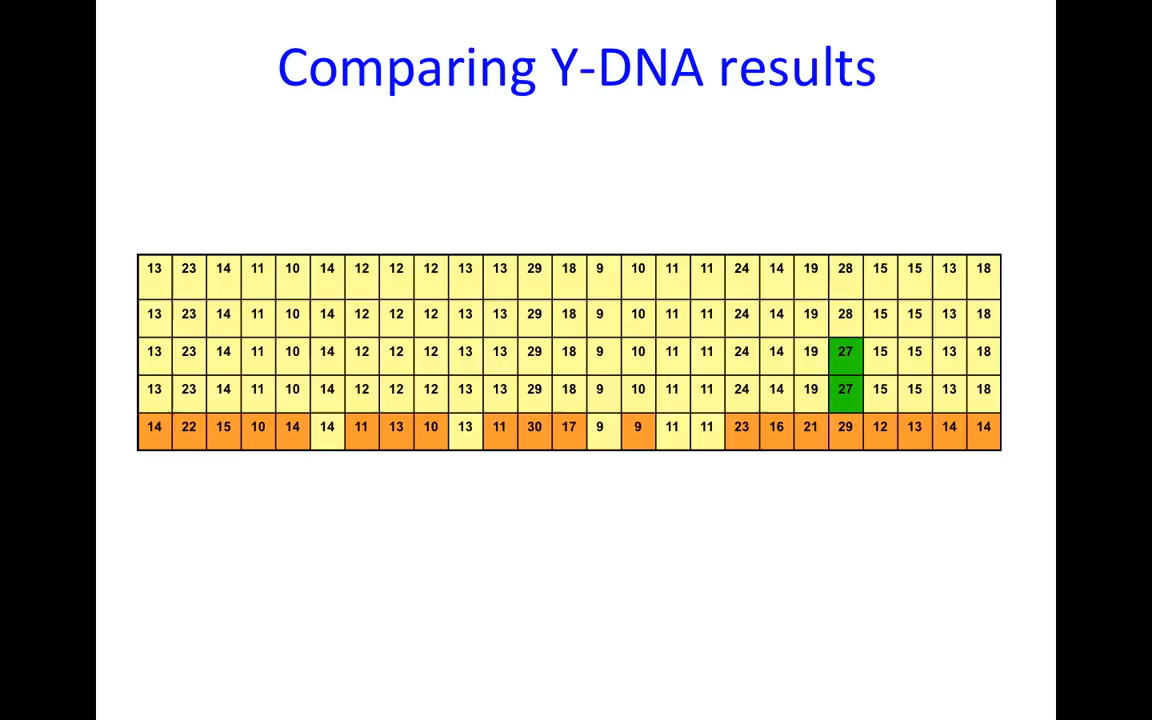 Comparing Y-DNA results
13 23 14 11 10 14 12 12 12 13 13 29 18 9 10 11 11 24 14 19 28 15 15 13 18
13 23 14 11 10 14 12 12 12 13 13 29 18 9 10 11 11 24 14 19 28 15 15 13 18
13 23 14 11 10 14 12 12 12 13 13 29 18 9 10 11 11 24 14 19 27 15 15 13 18
13 23 14 11 10 14 12 12 12 13 13 29 18 9 10 11 11 24 14 19 27 15 15 13 18
14 22 15 10 14 14 11 13 10 13 11 30 17 9 9 11 11 23 16 21 29 12 13 14 14